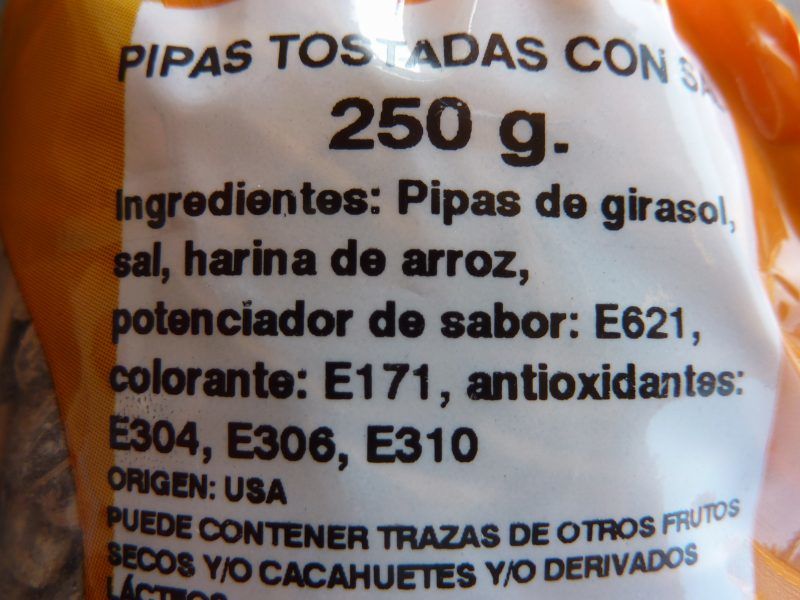 PIPAS TOSTADAS CON
250 g.
Ingredientes: Pipas de girasol,
sal, harina de arroz,
potenciador de sabor: E621,
colorante: E171, antioxidantes:
E304, E306, E310
ORIGEN: USA
PUEDE CONTENER TRAZAS DE OTROS FRUTOS
SECOS Y/O CACAHUETES Y/O DERIVADOS
LÁCTEOS